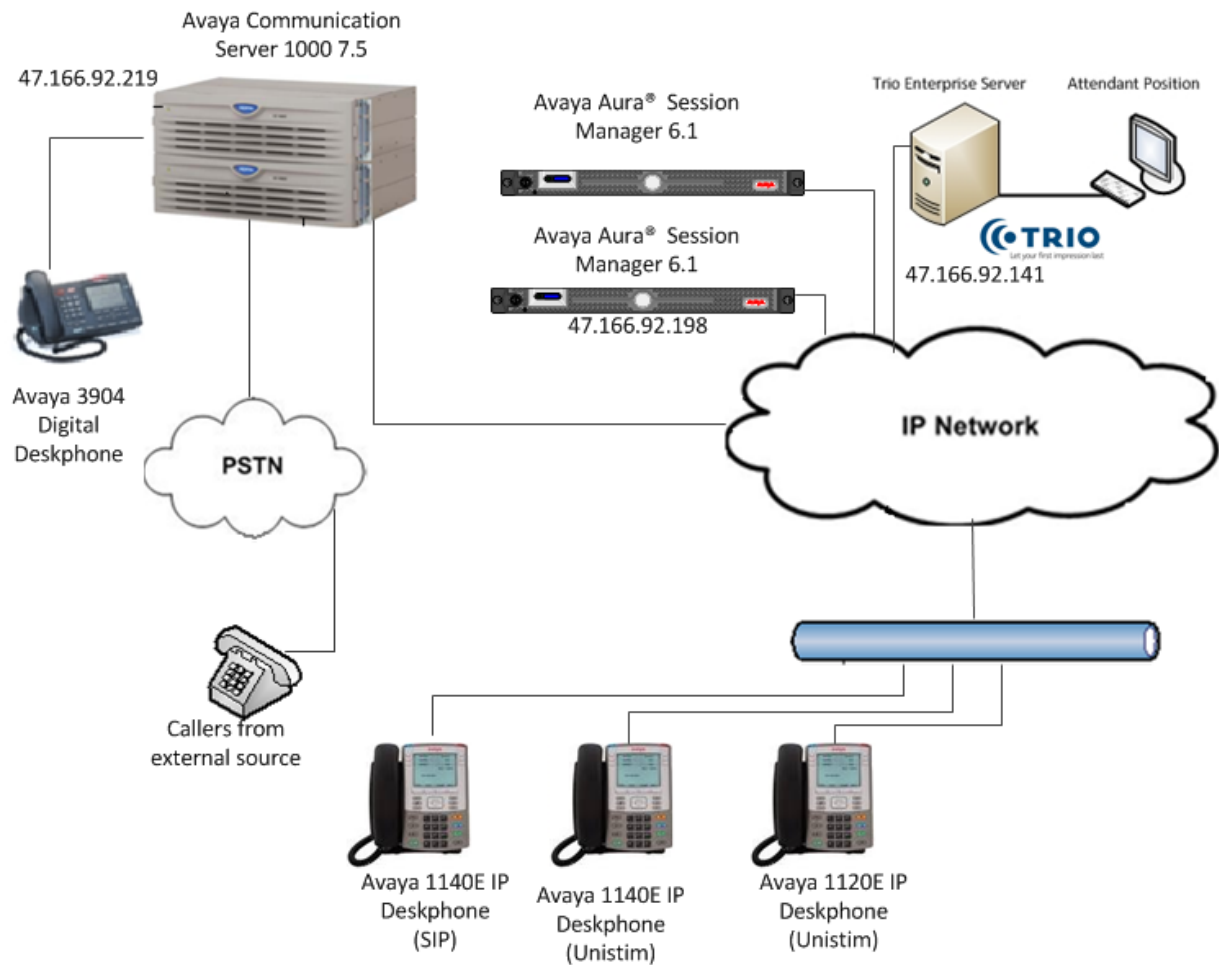 Avaya Communication
Server 1000 7.5
47.166.92.219
Avaya Aura® Session
Manager 6.1
Trio Enterprise Server
Attendant Position
Avaya Aura® Session
Manager 6.1
47.166.92.198
TRIO
Let your first impression last
47.166.92.141
Avaya 3904
Digital
Deskphone
PSTN
IP Network
Callers from
external source
Avaya 1140E IP
Deskphone
(SIP)
Avaya 1140E IP
Deskphone
(Unistim)
Avaya 1120E IP
Deskphone
(Unistim)